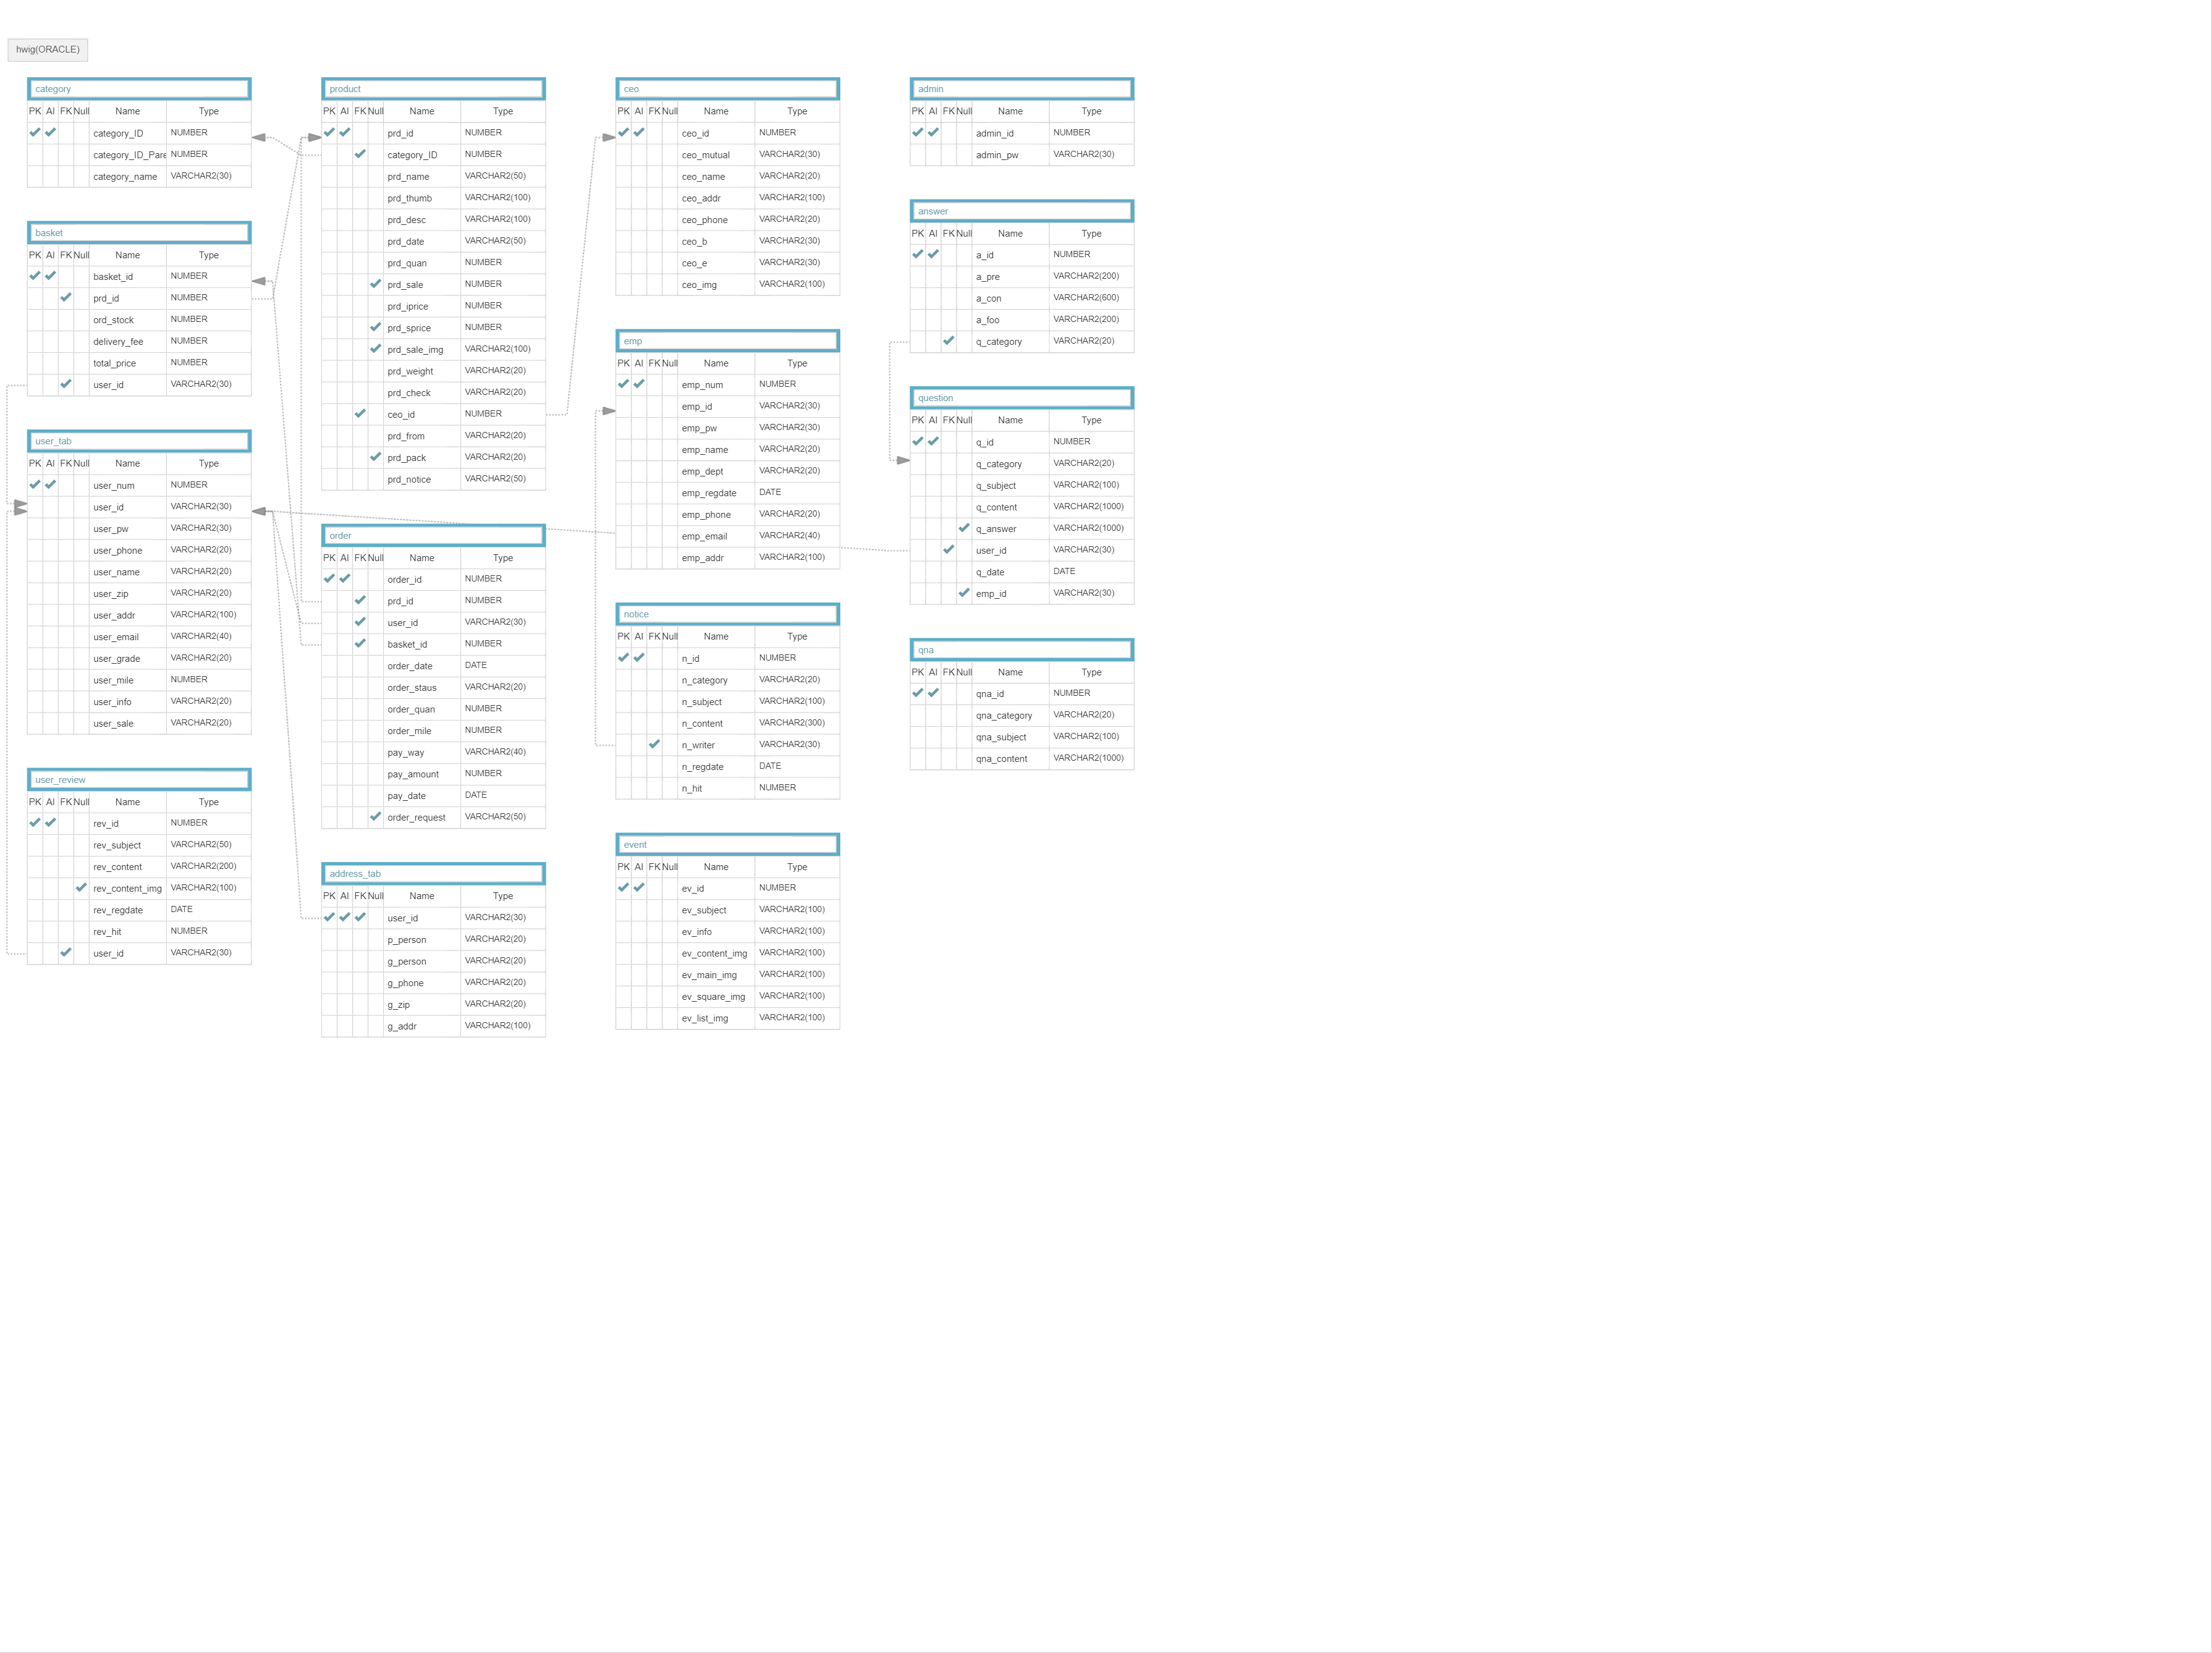 hwig(ORACLE)
category
PK AI FK Null Name Type
category_ID NUMBER
category_ID_Pare NUMBER
category_name VARCHAR2(30)
basket
PK AI FK Null Name Type
basket_id NUMBER
prd_id NUMBER
ord_stock NUMBER
delivery_fee NUMBER
total_price NUMBER
user_id VARCHAR2(30)
user_tab
PK AI FK Null Name Type
user_num NUMBER
user_id VARCHAR2(30)
user_pw VARCHAR2(30)
user_phone VARCHAR2(20)
user_name VARCHAR2(20)
user_zip VARCHAR2(20)
user_addr VARCHAR2(100)
user_email VARCHAR2(40)
user_grade VARCHAR2(20)
user_mile NUMBER
user_info VARCHAR2(20)
user_sale VARCHAR2(20)
user_review
PK AI FK Null Name Type
rev_id NUMBER
rev_subject VARCHAR2(50)
rev_content VARCHAR2(200)
rev_content_img VARCHAR2(100)
rev_regdate DATE
rev_hit NUMBER
user_id VARCHAR2(30)
product
PK AI FK Null Name Type
prd_id NUMBER
category_ID NUMBER
prd_name VARCHAR2(50)
prd_thumb VARCHAR2(100)
prd_desc VARCHAR2(100)
prd_date VARCHAR2(50)
prd_quan NUMBER
prd_sale NUMBER
prd_iprice NUMBER
prd_sprice NUMBER
prd_sale_img VARCHAR2(100)
prd_weight VARCHAR2(20)
prd_check VARCHAR2(20)
ceo_id NUMBER
prd_from VARCHAR2(20)
prd_pack VARCHAR2(20)
prd_notice VARCHAR2(50)
order
PK AI FK Null Name Type
order_id NUMBER
prd_id NUMBER
user_id VARCHAR2(30)
basket_id NUMBER
order_date DATE
order_staus VARCHAR2(20)
order_quan NUMBER
order_mile NUMBER
pay_way VARCHAR2(40)
pay_amount NUMBER
pay_date DATE
order_request VARCHAR2(50)
address_tab
PK AI FK Null Name Type
user_id VARCHAR2(30)
p_person VARCHAR2(20)
g_person VARCHAR2(20)
g_phone VARCHAR2(20)
g_zip VARCHAR2(20)
g_addr VARCHAR2(100)
ceo
PK AI FK Null Name Type
ceo_id NUMBER
ceo_mutual VARCHAR2(30)
ceo_name VARCHAR2(20)
ceo_addr VARCHAR2(100)
ceo_phone VARCHAR2(20)
ceo_b VARCHAR2(30)
ceo_e VARCHAR2(30)
ceo_img VARCHAR2(100)
emp
PK AI FK Null Name Type
emp_num NUMBER
emp_id VARCHAR2(30)
emp_pw VARCHAR2(30)
emp_name VARCHAR2(20)
emp_dept VARCHAR2(20)
emp_regdate DATE
emp_phone VARCHAR2(20)
emp_email VARCHAR2(40)
emp_addr VARCHAR2(100)
notice
PK AI FK Null Name Type
n_id NUMBER
n_category VARCHAR2(20)
n_subject VARCHAR2(100)
n_content VARCHAR2(300)
n_writer VARCHAR2(30)
n_regdate DATE
n_hit NUMBER
event
PK AI FK Null Name Type
ev_id NUMBER
ev_subject VARCHAR2(100)
ev_info VARCHAR2(100)
ev_content_img VARCHAR2(100)
ev_main_img VARCHAR2(100)
ev_square_img VARCHAR2(100)
ev_list_img VARCHAR2(100)
admin
PK AI FK Null Name Type
admin_id NUMBER
admin_pw VARCHAR2(30)
answer
PK AI FK Null Name Type
a_id NUMBER
a_pre VARCHAR2(200)
a_con VARCHAR2(600)
a_foo VARCHAR2(200)
q_category VARCHAR2(20)
question
PK AI FK Null Name Type
q_id NUMBER
q_category VARCHAR2(20)
q_subject VARCHAR2(100)
q_content VARCHAR2(1000)
q_answer VARCHAR2(1000)
user_id VARCHAR2(30)
q_date DATE
emp_id VARCHAR2(30)
qna
PK AI FK Null Name Type
qna_id NUMBER
qna_category VARCHAR2(20)
qna_subject VARCHAR2(100)
qna_content VARCHAR2(1000)